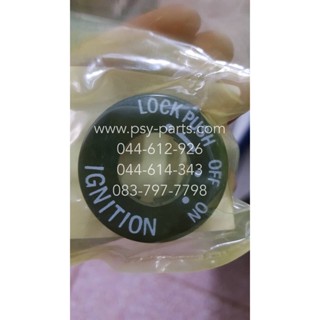 LOCK PUSH OFF ON
www.psy-parts.com
044-612-926
044-614-343
083-797-7798
IGNITION